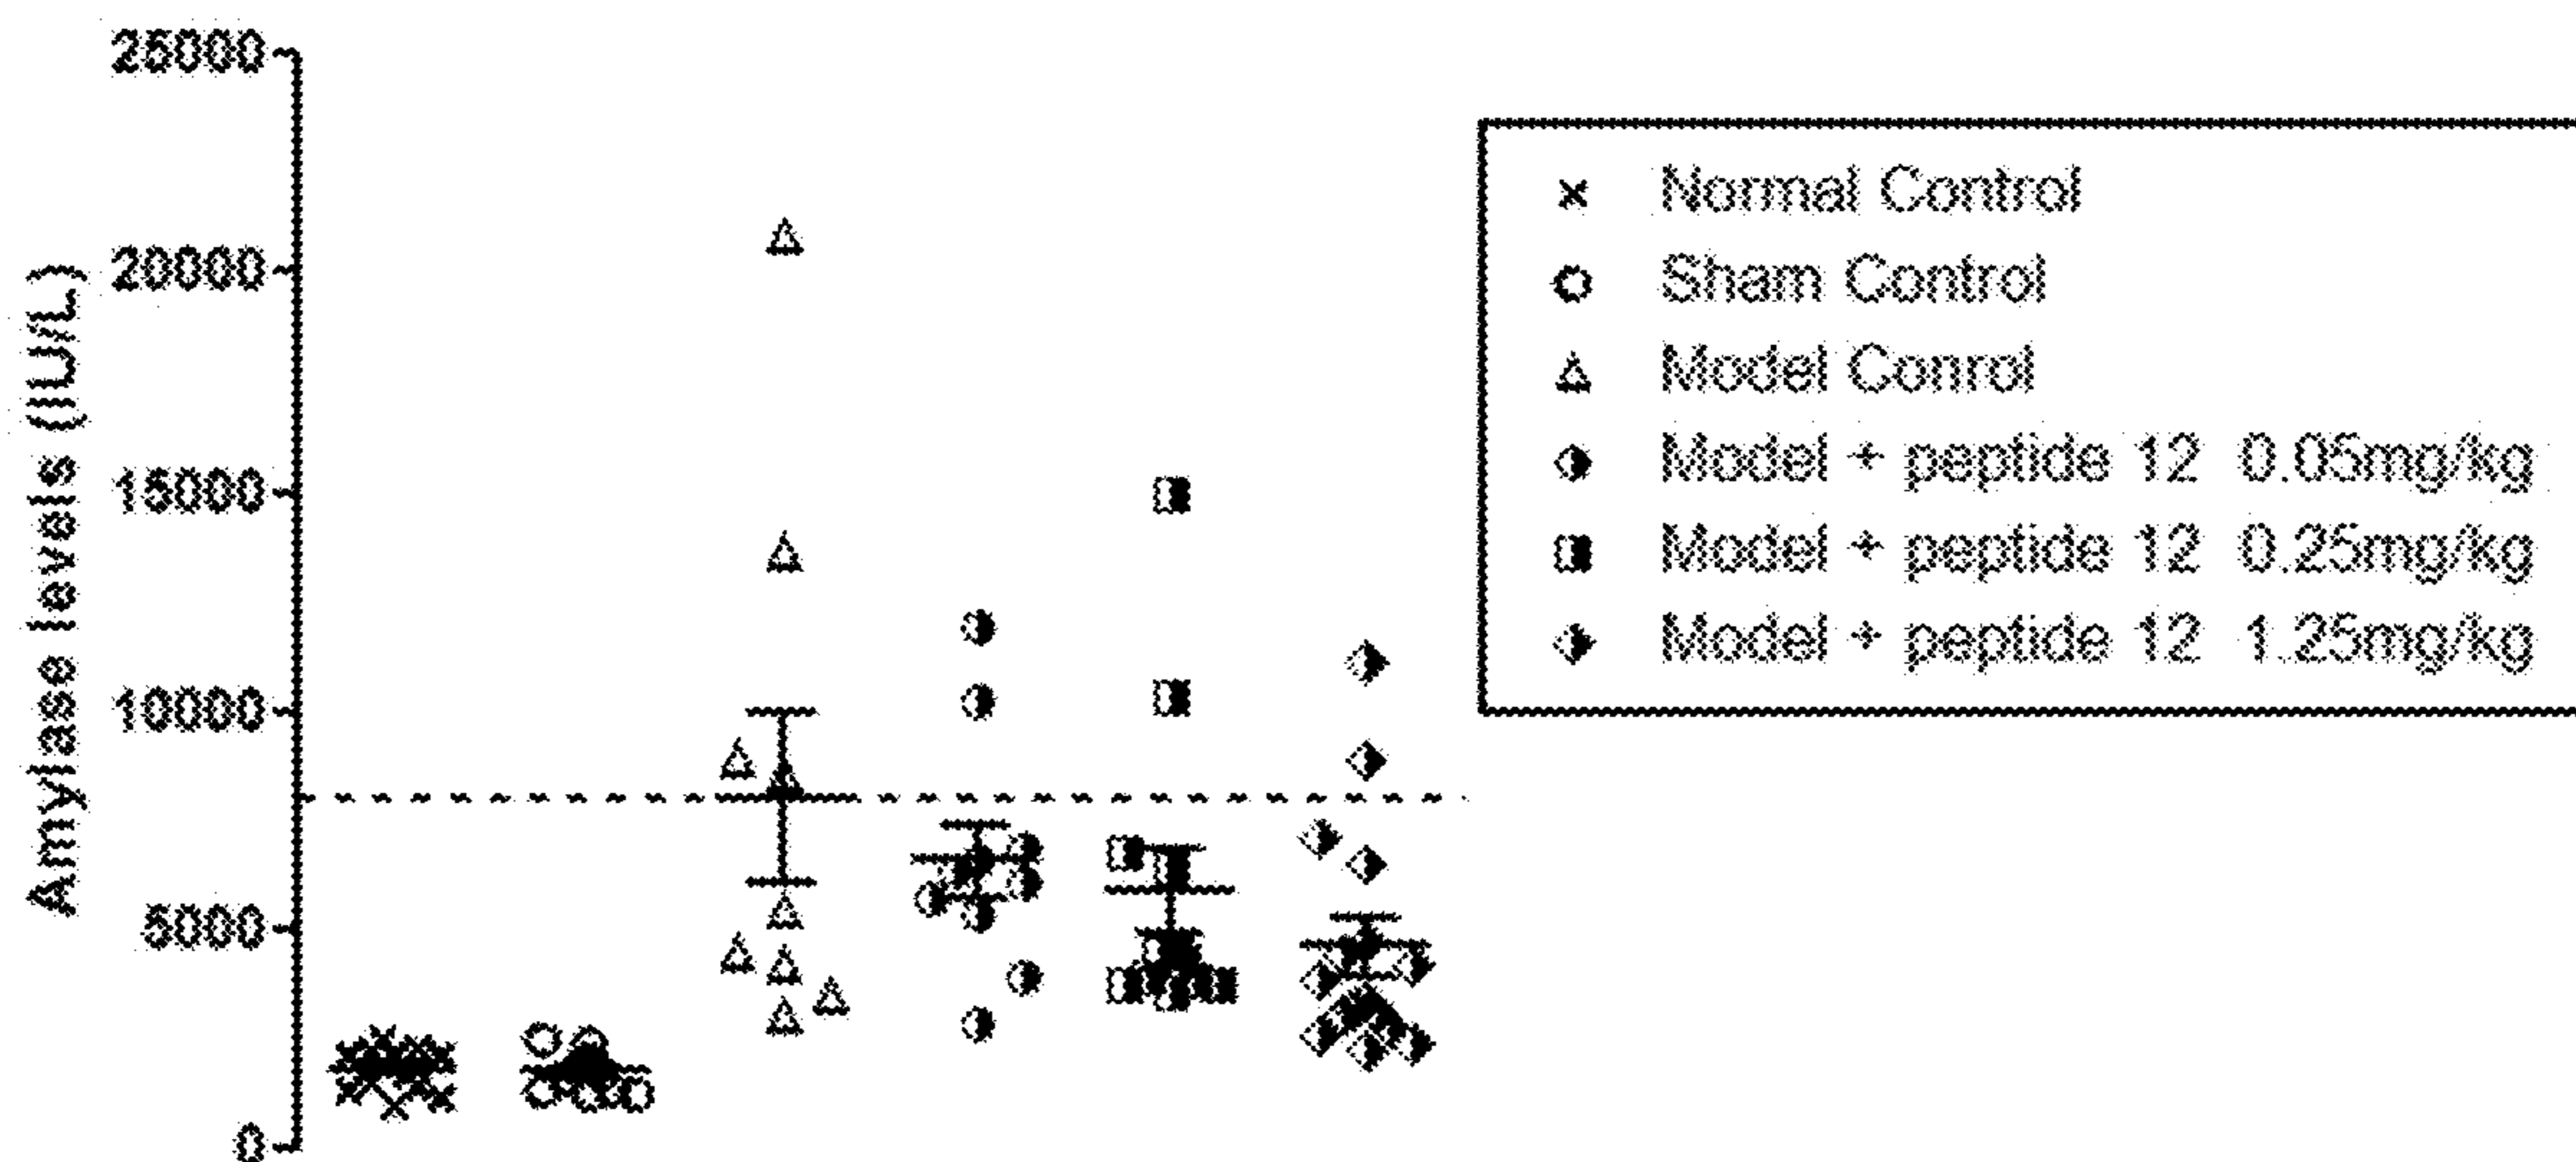 Amylase levels (IU/L)
25000
20000
15000
10000
5000
0
Normal Control
Sham Control
Model Conrol
Model + peptide 12 0.05mg/kg
Model + peptide 12 0.25mg/kg
Model + peptide 12 1.25mg/kg